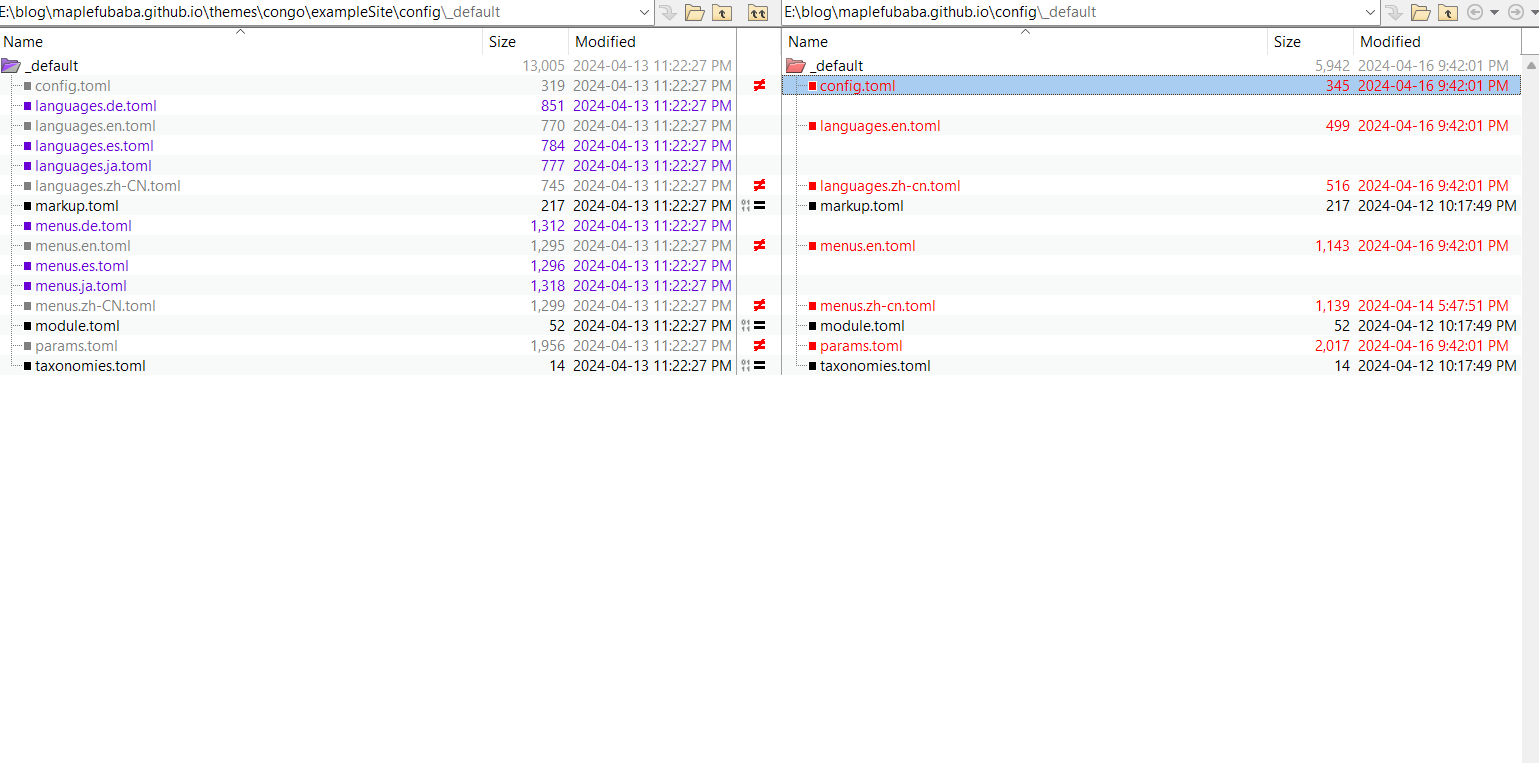 E:\blog\maplefubaba.github.io\themes\congo\exampleSite\config\_default E:\blog\maplefubaba.github.io\config\_default
Name Size Modified Name Size Modified
_default 13,005 2024-04-13 11:22:27 PM _default 5,942 2024-04-16 9:42:01 PM
config.toml 319 2024-04-13 11:22:27 PM ≠ config.toml 345 2024-04-16 9:42:01 PM
languages.de.toml 851 2024-04-13 11:22:27 PM
languages.en.toml 770 2024-04-13 11:22:27 PM languages.en.toml 499 2024-04-16 9:42:01 PM
languages.es.toml 784 2024-04-13 11:22:27 PM
languages.ja.toml 777 2024-04-13 11:22:27 PM
languages.zh-CN.toml 745 2024-04-13 11:22:27 PM ≠ languages.zh-cn.toml 516 2024-04-16 9:42:01 PM
markup.toml 217 2024-04-13 11:22:27 PM = markup.toml 217 2024-04-12 10:17:49 PM
menus.de.toml 1,312 2024-04-13 11:22:27 PM
menus.en.toml 1,295 2024-04-13 11:22:27 PM ≠ menus.en.toml 1,143 2024-04-16 9:42:01 PM
menus.es.toml 1,296 2024-04-13 11:22:27 PM
menus.ja.toml 1,318 2024-04-13 11:22:27 PM
menus.zh-CN.toml 1,299 2024-04-13 11:22:27 PM ≠ menus.zh-cn.toml 1,139 2024-04-14 5:47:51 PM
module.toml 52 2024-04-13 11:22:27 PM = module.toml 52 2024-04-12 10:17:49 PM
params.toml 1,956 2024-04-13 11:22:27 PM ≠ params.toml 2,017 2024-04-16 9:42:01 PM
taxonomies.toml 14 2024-04-13 11:22:27 PM = taxonomies.toml 14 2024-04-12 10:17:49 PM